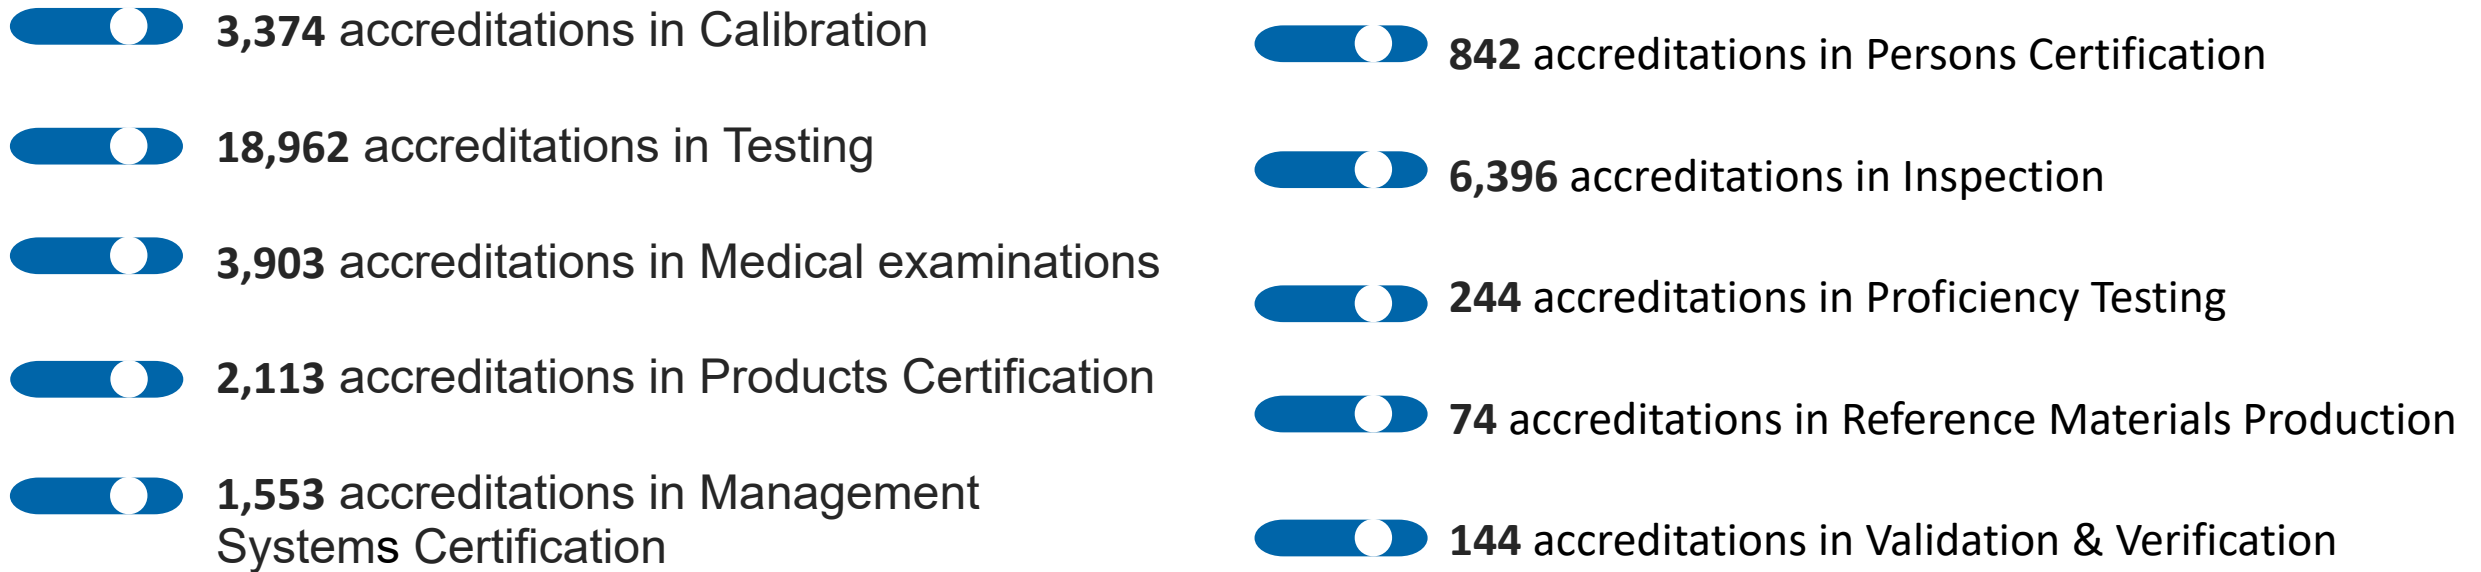 3,374 accreditations in Calibration
18,962 accreditations in Testing
3,903 accreditations in Medical examinations
2,113 accreditations in Products Certification
1,553 accreditations in Management
Systems Certification
842 accreditations in Persons Certification
6,396 accreditations in Inspection
244 accreditations in Proficiency Testing
74 accreditations in Reference Materials Production
144 accreditations in Validation & Verification